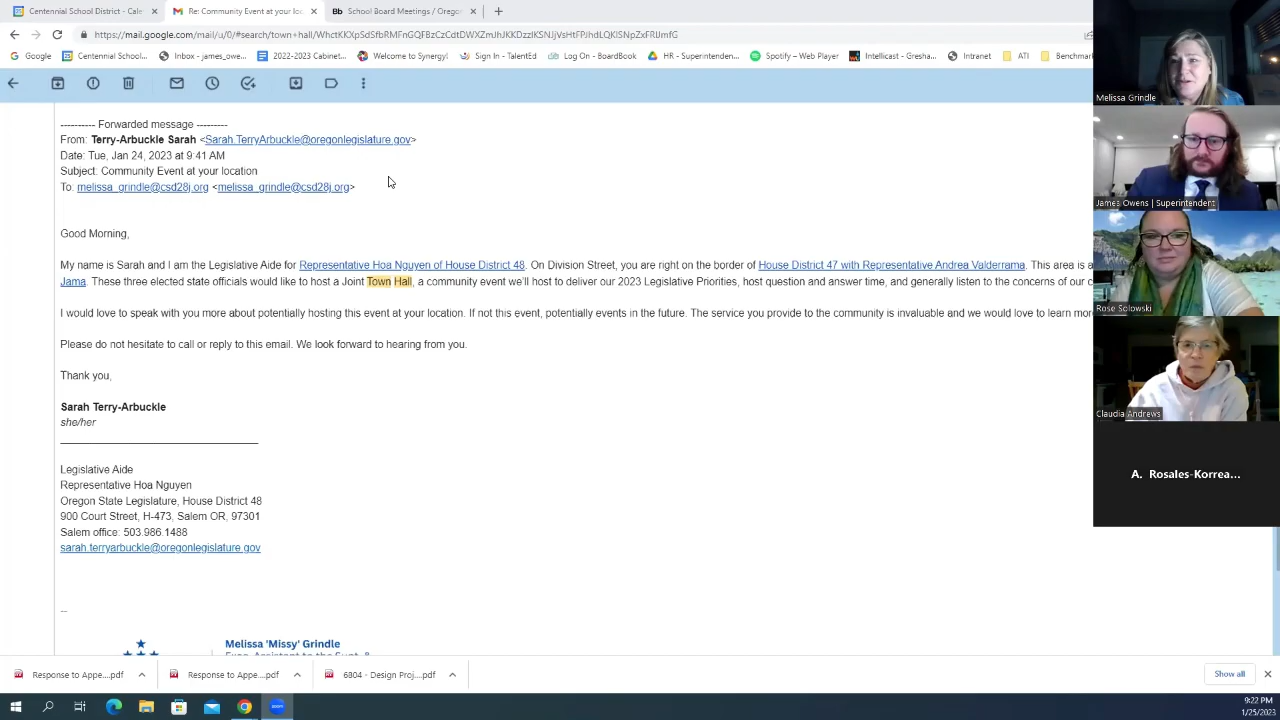 Centennial School District - Cale
Re: Community Event at your loc
School Board Meetings / Orego
mail.google.com/mail/u/0/#search/town+hall/
Google
Centennial School...
Inbox - james_owe...
2022-2023 Cabinet...
Welcome to Synergy!
Sign In - TalentEd
Log On - BoardBook
HR - Superintenden...
Spotify – Web Player
Intellicast - Gresha...
Intranet
ATI
Benchmar
---------- Forwarded message ---------
From: Terry-Arbuckle Sarah <Sarah.TerryArbuckle@oregonlegislature.gov>
Date: Tue, Jan 24, 2023 at 9:41 AM
Subject: Community Event at your location
To: melissa_grindle@csd28j.org <melissa_grindle@csd28j.org>
Good Morning,
My name is Sarah and I am the Legislative Aide for Representative Hoa Nguyen of House District 48. On Division Street, you are right on the border of House District 47 with Representative Andrea Valderrama. This area is a
Jama. These three elected state officials would like to host a Joint Town Hall, a community event we'll host to deliver our 2023 Legislative Priorities, host question and answer time, and generally listen to the concerns of our c
I would love to speak with you more about potentially hosting this event at your location. If not this event, potentially events in the future. The service you provide to the community is invaluable and we would love to learn mor
Please do not hesitate to call or reply to this email. We look forward to hearing from you.
Thank you,
Sarah Terry-Arbuckle
she/her
Legislative Aide
Representative Hoa Nguyen
Oregon State Legislature, House District 48
900 Court Street, H-473, Salem OR, 97301
Salem office: 503.986.1488
sarah.terryarbuckle@oregonlegislature.gov
--
Melissa 'Missy' Grindle
Exec. Assistant to the Supt. &
Melissa Grindle
James Owens | Superintendent
Rose Solowski
Claudia Andrews
A. Rosales-Korrea...
Response to Appe....pdf
Response to Appe....pdf
6804 - Design Proj....pdf
Show all
9:22 PM
1/25/2023